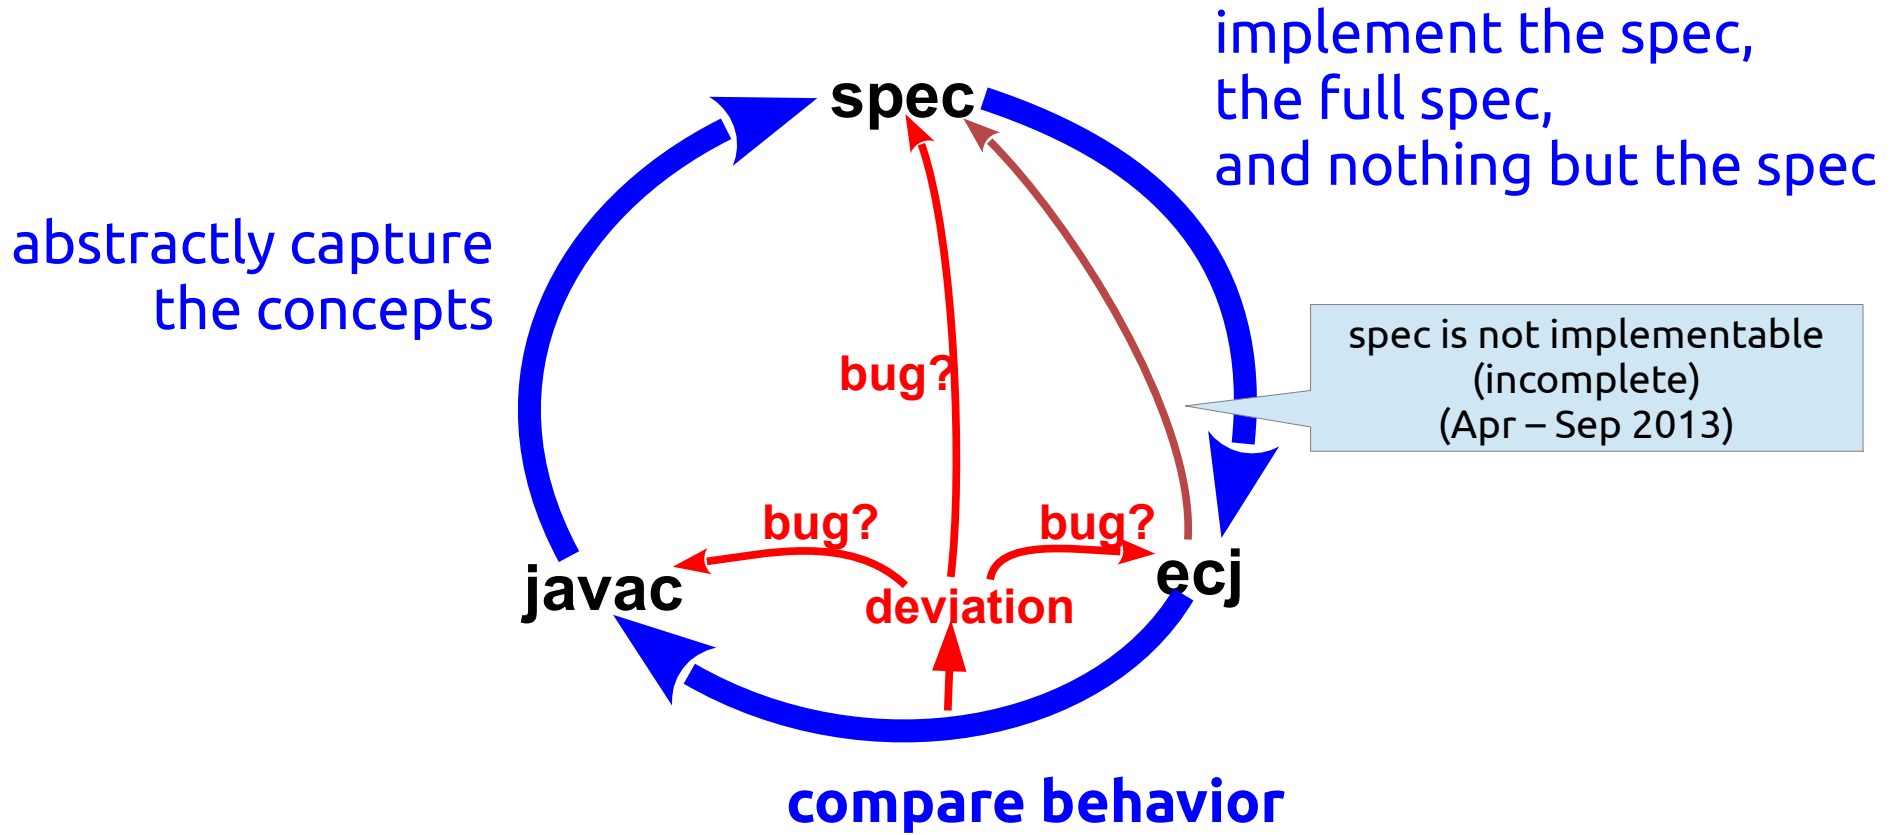 implement the spec,
the full spec,
and nothing but the spec
spec
abstractly capture
the concepts
spec is not implementable
(incomplete)
(Apr – Sep 2013)
bug?
bug?
bug?
javac
deviation
ecj
compare behavior